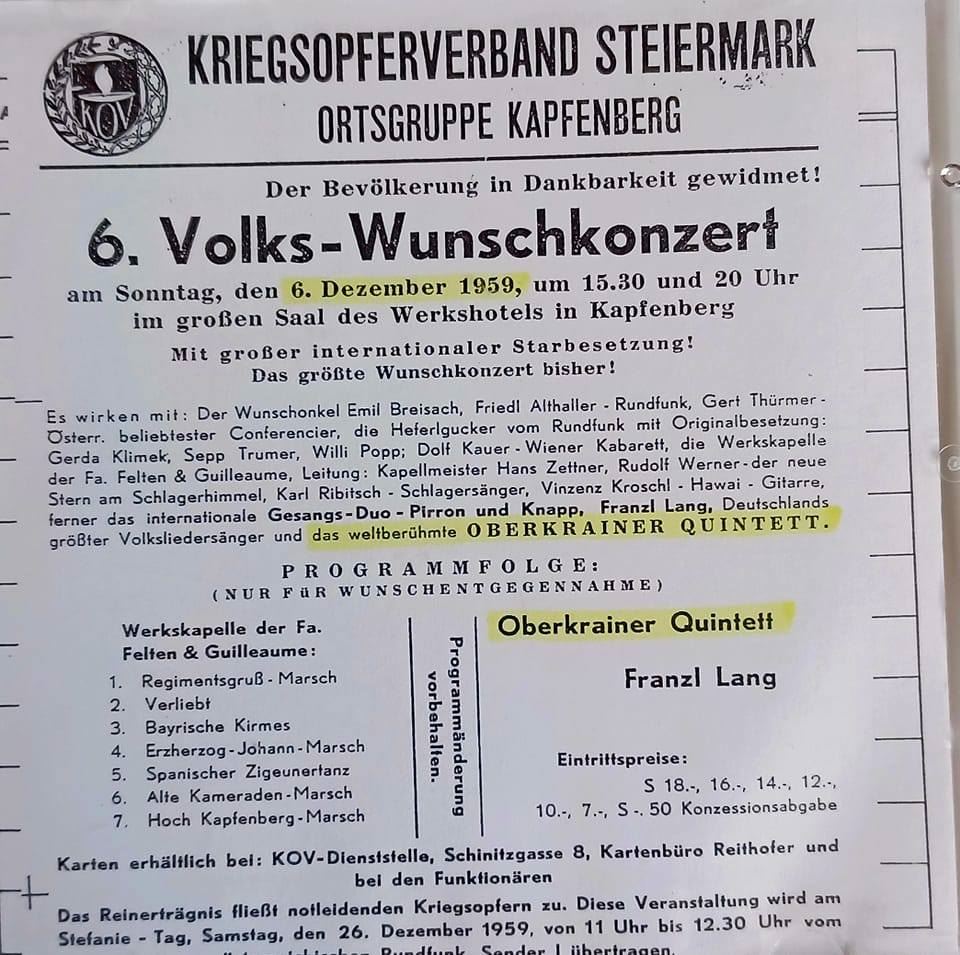 KOV
KRIEGSOPFERVERBAND STEIERMARK
ORTSGRUPPE KAPFENBERG
Der Bevölkerung in Dankbarkeit gewidmet!
6. Volks-Wunschkonzert
am Sonntag, den 6. Dezember 1959, um 15.30 und 20 Uhr
im großen Saal des Werkshotels in Kapfenberg
Mit großer internationaler Starbesetzung!
Das größte Wunschkonzert bisher!
Es wirken mit: Der Wunschonkel Emil Breisach, Friedl Althaller - Rundfunk, Gert Thürmer -
Österr. beliebtester Conferencier, die Heferlgucker vom Rundfunk mit Originalbesetzung:
Gerda Klimek, Sepp Trumer, Willi Popp; Dolf Kauer - Wiener Kabarett, die Werkskapelle
der Fa. Felten & Guilleaume, Leitung: Kapellmeister Hans Zettner, Rudolf Werner - der neue
Stern am Schlagerhimmel, Karl Ribitsch - Schlagersänger, Vinzenz Kroschl - Hawai - Gitarre,
ferner das internationale Gesangs-Duo - Pirron und Knapp, Franzl Lang, Deutschlands
größter Volksliedersänger und das weltberühmte OBERKRAINER QUINTETT.
PROGRAMMFOLGE:
(NUR FüR WUNSCHENTGEGENNAHME)
Werkskapelle der Fa.
Felten & Guilleaume:
1. Regimentsgruß - Marsch
2. Verliebt
3. Bayrische Kirmes
4. Erzherzog-Johann-Marsch
5. Spanischer Zigeunertanz
6. Alte Kameraden-Marsch
7. Hoch Kapfenberg-Marsch
Programmänderung
vorbehalten.
Oberkrainer Quintett
Franzl Lang
Eintrittspreise:
S 18.-, 16.-, 14.-, 12.-,
10.-, 7.-, S -. 50 Konzessionsabgabe
Karten erhältlich bei: KOV-Dienststelle, Schinitzgasse 8, Kartenbüro Reithofer und
bei den Funktionären
Das Reinerträgnis fließt notleidenden Kriegsopfern zu. Diese Veranstaltung wird am
Stefanie - Tag, Samstag, den 26. Dezember 1959, von 11 Uhr bis 12.30 Uhr vom
Rundfunk, Sender I übertragen.